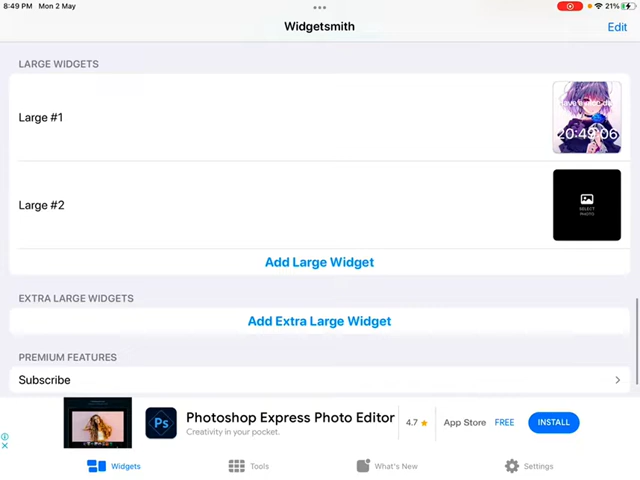 8:49 PM Mon 2 May
21%
Widgetsmith
Edit
LARGE WIDGETS
Large #1
20:49:06
Large #2
SELECT
PHOTO
Add Large Widget
EXTRA LARGE WIDGETS
Add Extra Large Widget
PREMIUM FEATURES
Subscribe
Ps
Photoshop Express Photo Editor
Creativity in your pocket.
4.7
App Store
FREE
INSTALL
Widgets
Tools
What's New
Settings